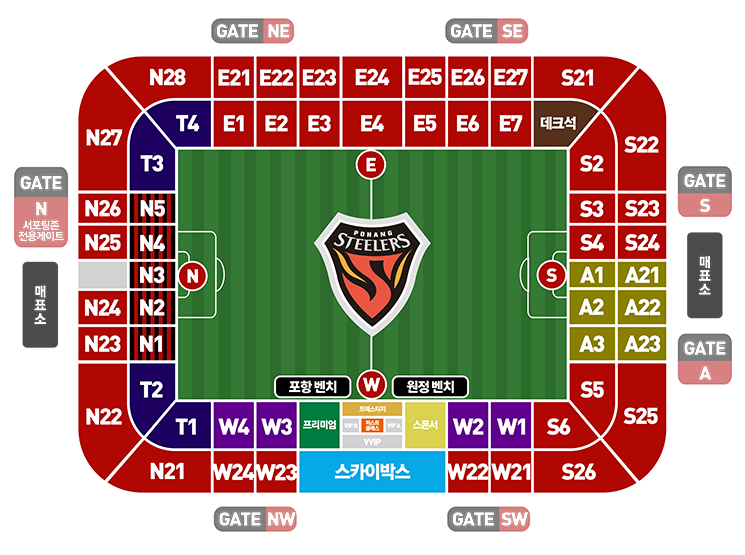 GATE NE
GATE SE
N28 E21 E22 E23 E24 E25 E26 E27 S21
T4 E1 E2 E3 E4 E5 E6 E7 데크석
N27 T3 E S2 S22
GATE
N
서포팅존
전용게이트
GATE
S
N26 N5 S3 S23
N25 N4 S4 S24
POHANG
STEELERS
매표소
N3 N S A1 A21
매표소
N24 N2 A2 A22
N23 N1 A3 A23
GATE
A
포항 벤치 W 원정 벤치
N22 T2 S5 S25
T1 W4 W3 프리미엄 프레스티지 스폰서 W2 W1 S6
VIP B 퍼스트
클래스 VIP A
VVIP
N21 W24 W23 스카이박스 W22 W21 S26
GATE NW
GATE SW